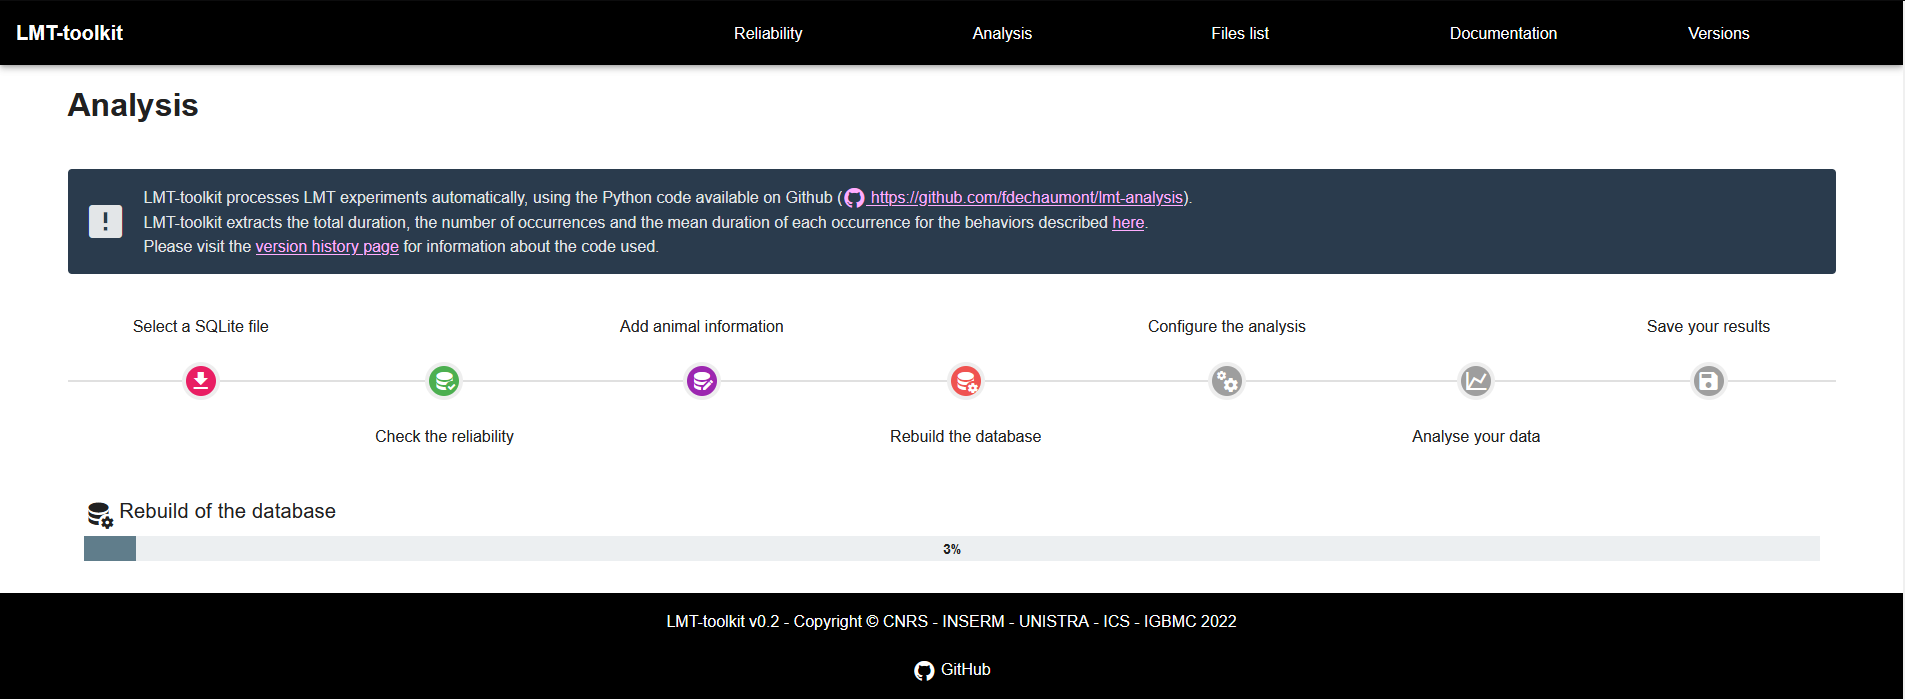 LMT-toolkit
Reliability
Analysis
Files list
Documentation
Versions
Analysis
LMT-toolkit processes LMT experiments automatically, using the Python code available on Github ( https://github.com/fdechaumont/lmt-analysis).
LMT-toolkit extracts the total duration, the number of occurrences and the mean duration of each occurrence for the behaviors described here.
Please visit the version history page for information about the code used.
Select a SQLite file
Add animal information
Configure the analysis
Save your results
Check the reliability
Rebuild the database
Analyse your data
Rebuild of the database
3%
LMT-toolkit v0.2 - Copyright © CNRS - INSERM - UNISTRA - ICS - IGBMC 2022
GitHub